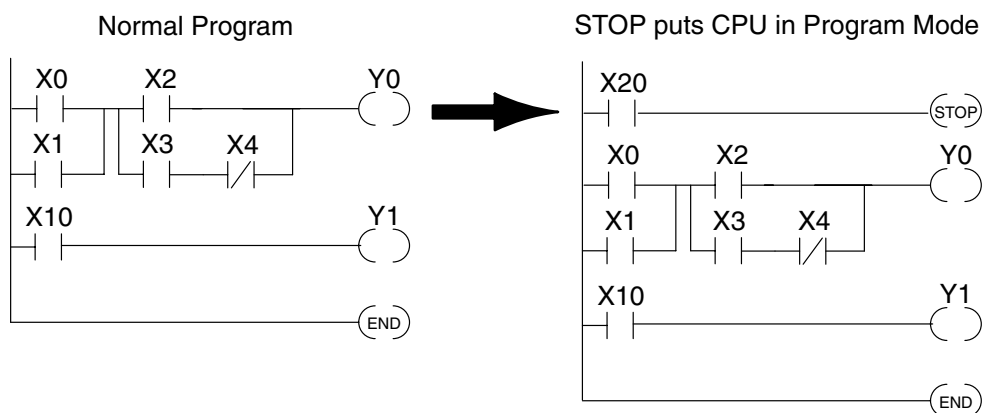 Normal Program
X0 X2 Y0
X1 X3 X4
X10 Y1
END
STOP puts CPU in Program Mode
X20
STOP
X0 X2 Y0
X1 X3 X4
X10 Y1
END